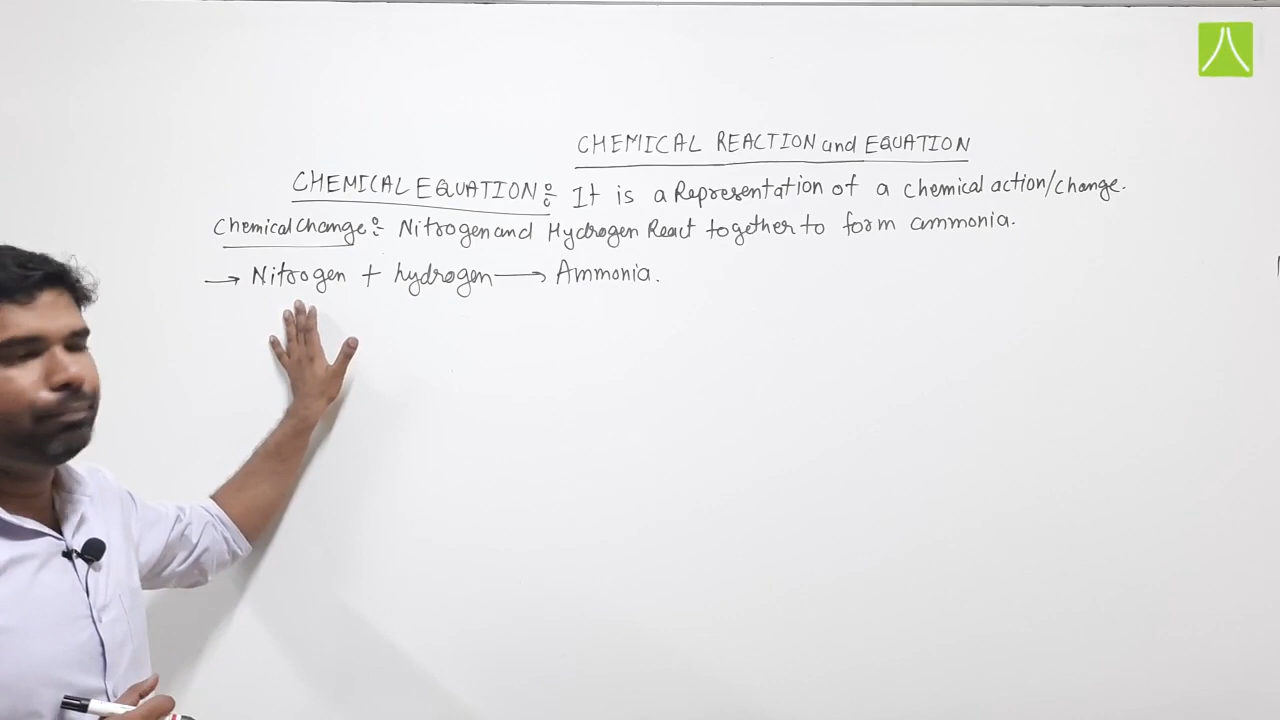 CHEMICAL REACTION and EQUATION
CHEMICAL EQUATION :- It is a Representation of a chemical action/change.
Chemical Change :- Nitrogen and Hydrogen React together to form ammonia.
→ Nitrogen + hydrogen → Ammonia.